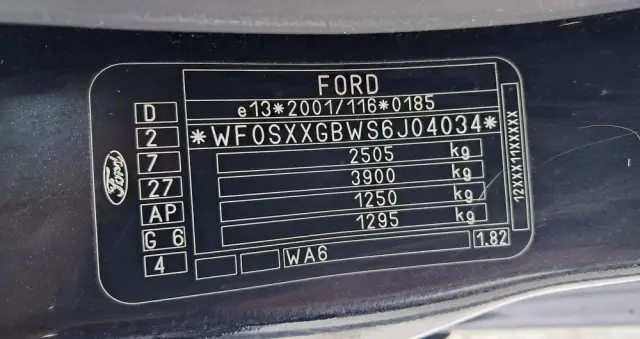 FORD
e13*2001/116*0185
*WF0SXXGBWS6J04034*
2505 kg
3900 kg
1250 kg
1295 kg
WA6 1.82
D
2
7
27
AP
G 6
4
Ford
12XXX11XXXXX